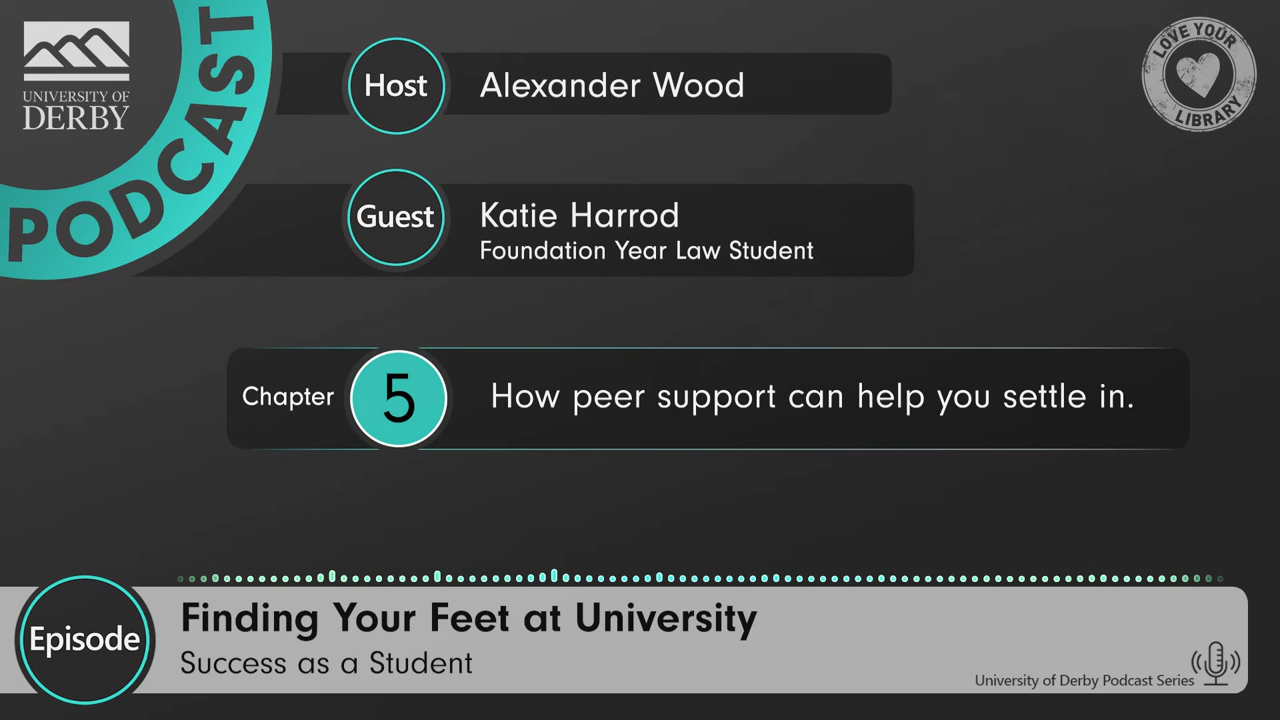 UNIVERSITY OF
DERBY
PODCAST
Host
Alexander Wood
LOVE YOUR
LIBRARY
Guest
Katie Harrod
Foundation Year Law Student
Chapter
5
How peer support can help you settle in.
Episode
Finding Your Feet at University
Success as a Student
University of Derby Podcast Series